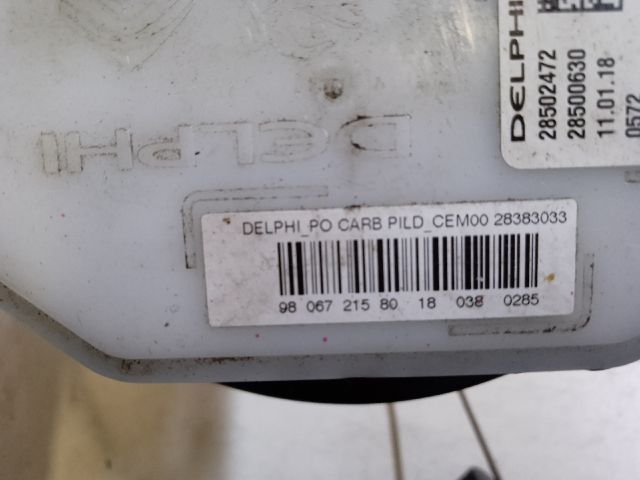 DELPHI
28502472
28500630
11.01.18
0572
DELPHI
DELPHI_PO CARB PILD_CEM00 28383033
98 067 215 80 18 038 0285